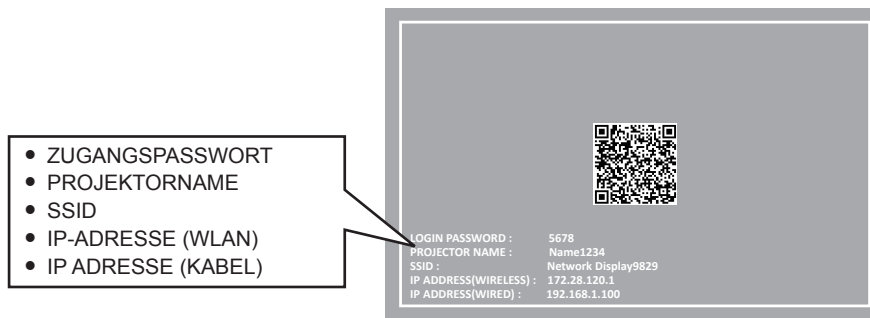 • ZUGANGSPASSWORT
• PROJEKTORNAME
• SSID
• IP-ADRESSE (WLAN)
• IP ADRESSE (KABEL)
LOGIN PASSWORD : 5678
PROJECTOR NAME : Name1234
SSID : Network Display9829
IP ADDRESS(WIRELESS) : 172.28.120.1
IP ADDRESS(WIRED) : 192.168.1.100